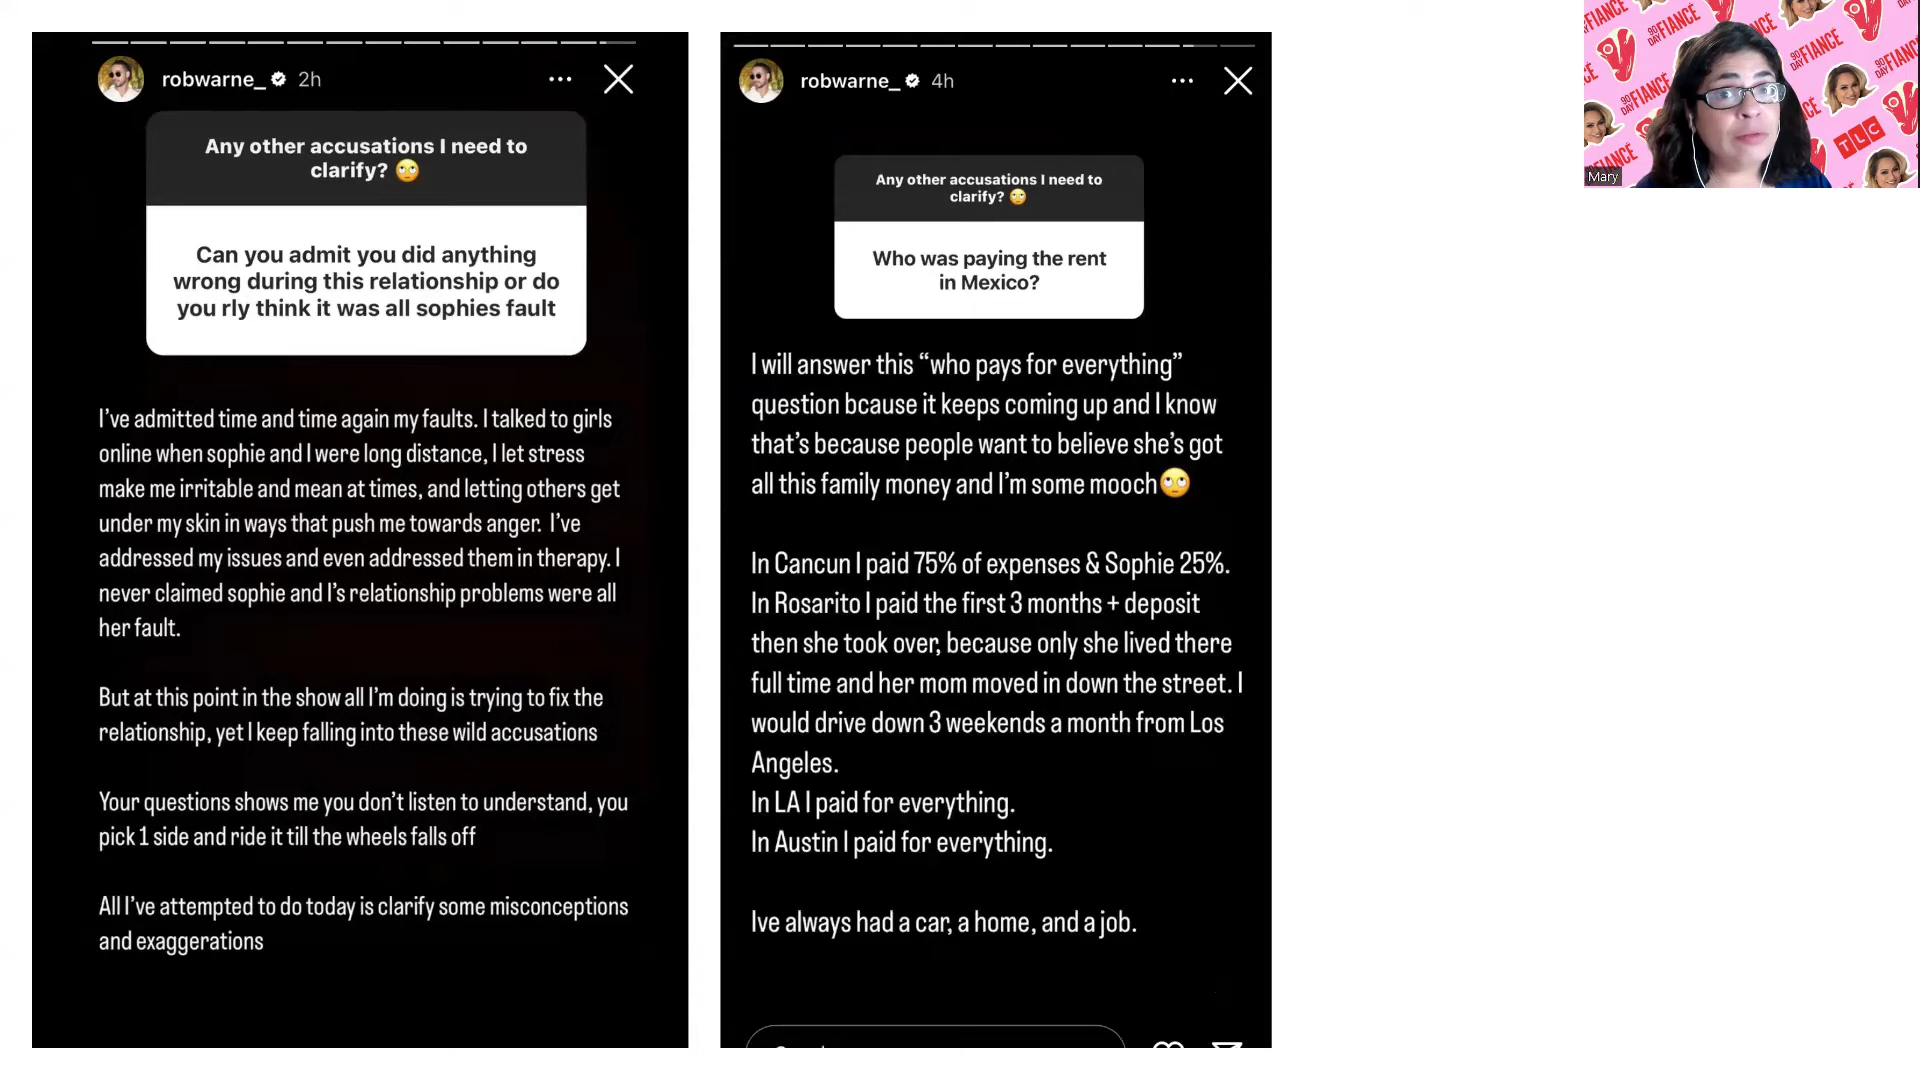 robwarne_ 2h
Any other accusations I need to
clarify? 🙄
Can you admit you did anything
wrong during this relationship or do
you rly think it was all sophies fault
I've admitted time and time again my faults. I talked to girls
online when sophie and I were long distance, I let stress
make me irritable and mean at times, and letting others get
under my skin in ways that push me towards anger. I've
addressed my issues and even addressed them in therapy. I
never claimed sophie and I's relationship problems were all
her fault.
But at this point in the show all I'm doing is trying to fix the
relationship, yet I keep falling into these wild accusations
Your questions shows me you don't listen to understand, you
pick 1 side and ride it till the wheels falls off
All I've attempted to do today is clarify some misconceptions
and exaggerations
robwarne_ 4h
Any other accusations I need to
clarify? 🙄
Who was paying the rent
in Mexico?
I will answer this “who pays for everything”
question bcause it keeps coming up and I know
that's because people want to believe she's got
all this family money and I'm some mooch🙄
In Cancun I paid 75% of expenses & Sophie 25%.
In Rosarito I paid the first 3 months + deposit
then she took over, because only she lived there
full time and her mom moved in down the street. I
would drive down 3 weekends a month from Los
Angeles.
In LA I paid for everything.
In Austin I paid for everything.
Ive always had a car, a home, and a job.
FIANCÉ
90 DAY FIANCÉ
90 DAY FIANCÉ
90 DAY FIANCÉ
TLC
FIANCÉ
Mary